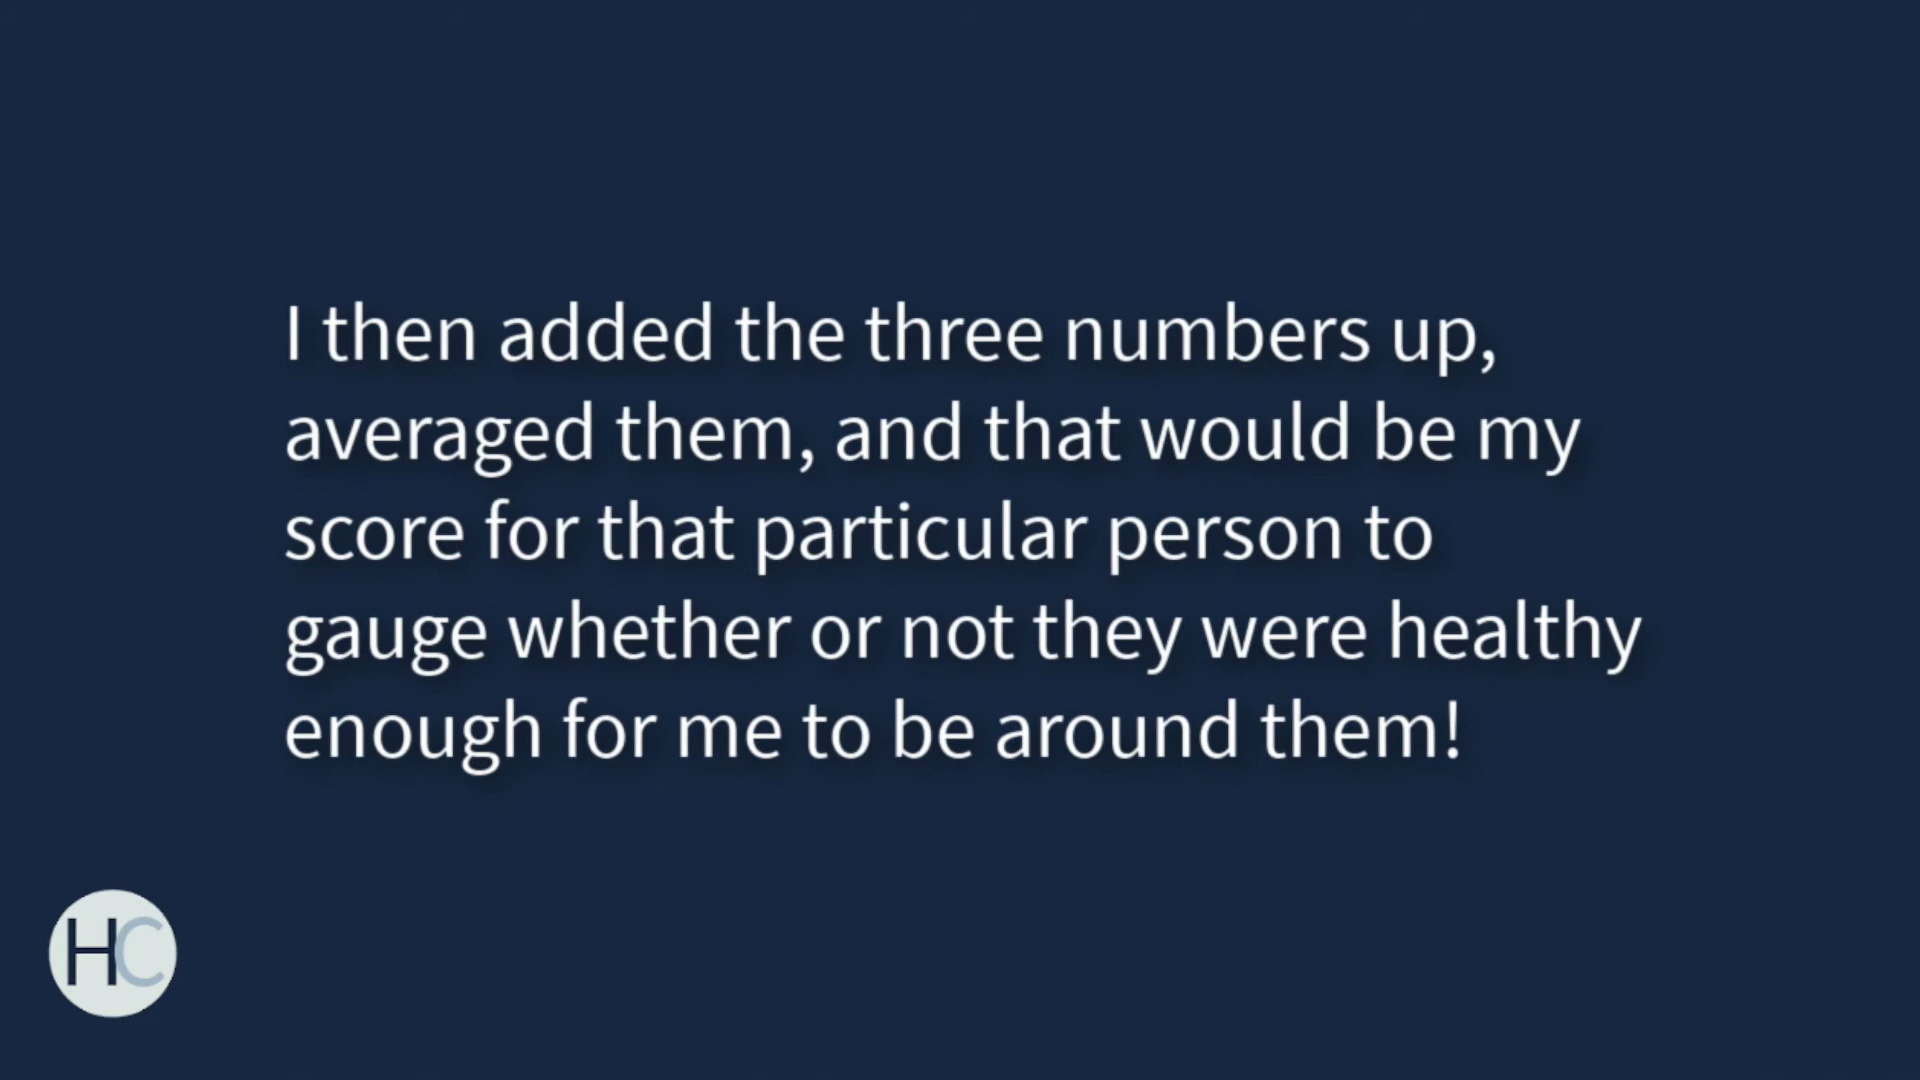 I then added the three numbers up,
averaged them, and that would be my
score for that particular person to
gauge whether or not they were healthy
enough for me to be around them!
HC